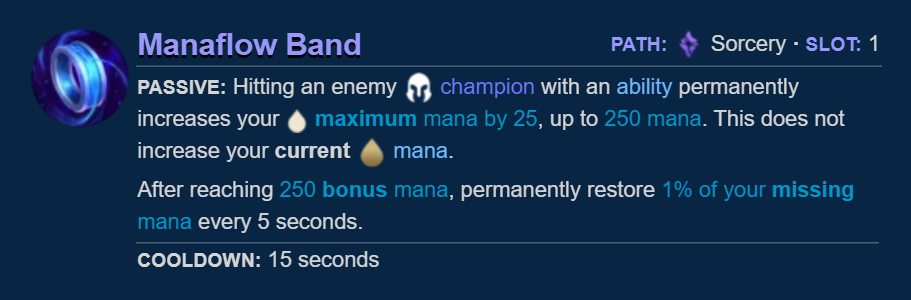 Manaflow Band PATH: Sorcery · SLOT: 1
PASSIVE: Hitting an enemy champion with an ability permanently
increases your maximum mana by 25, up to 250 mana. This does not
increase your current mana.
After reaching 250 bonus mana, permanently restore 1% of your missing
mana every 5 seconds.
COOLDOWN: 15 seconds